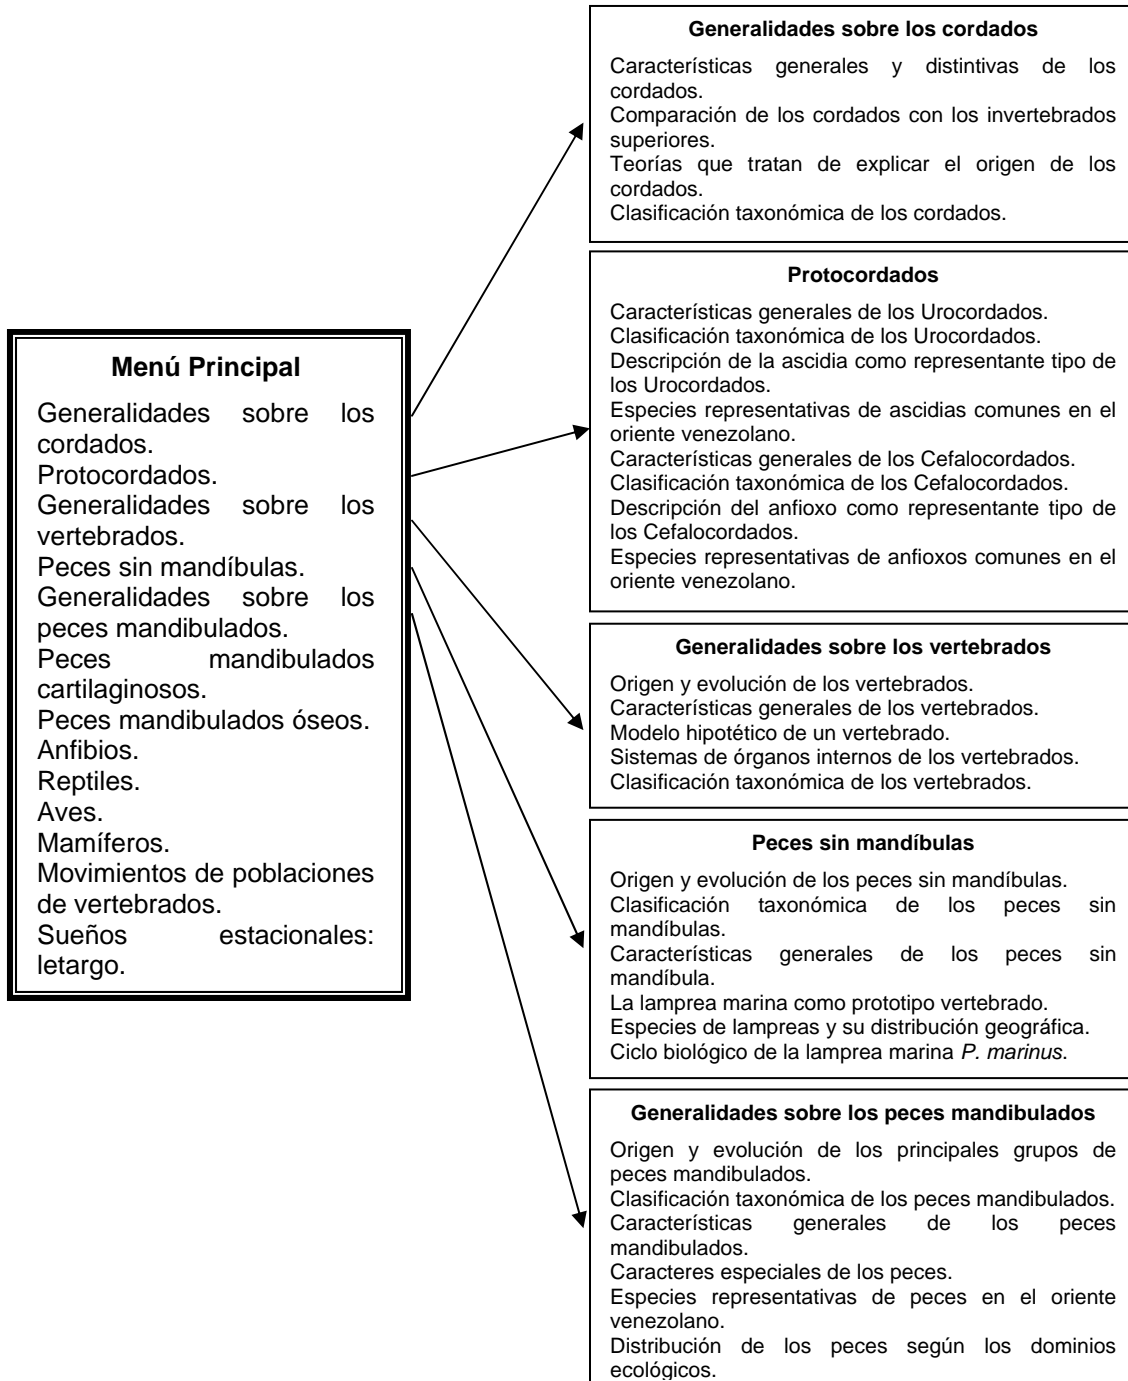 Menú Principal
Generalidades sobre los
cordados.
Protocordados.
Generalidades sobre los
vertebrados.
Peces sin mandíbulas.
Generalidades sobre los
peces mandibulados.
Peces mandibulados
cartilaginosos.
Peces mandibulados óseos.
Anfibios.
Reptiles.
Aves.
Mamíferos.
Movimientos de poblaciones
de vertebrados.
Sueños estacionales:
letargo.
Generalidades sobre los cordados
Características generales y distintivas de los
cordados.
Comparación de los cordados con los invertebrados
superiores.
Teorías que tratan de explicar el origen de los
cordados.
Clasificación taxonómica de los cordados.
Protocordados
Características generales de los Urocordados.
Clasificación taxonómica de los Urocordados.
Descripción de la ascidia como representante tipo de
los Urocordados.
Especies representativas de ascidias comunes en el
oriente venezolano.
Características generales de los Cefalocordados.
Clasificación taxonómica de los Cefalocordados.
Descripción del anfioxo como representante tipo de
los Cefalocordados.
Especies representativas de anfioxos comunes en el
oriente venezolano.
Generalidades sobre los vertebrados
Origen y evolución de los vertebrados.
Características generales de los vertebrados.
Modelo hipotético de un vertebrado.
Sistemas de órganos internos de los vertebrados.
Clasificación taxonómica de los vertebrados.
Peces sin mandíbulas
Origen y evolución de los peces sin mandíbulas.
Clasificación taxonómica de los peces sin
mandíbulas.
Características generales de los peces sin
mandíbula.
La lamprea marina como prototipo vertebrado.
Especies de lampreas y su distribución geográfica.
Ciclo biológico de la lamprea marina P. marinus.
Generalidades sobre los peces mandibulados
Origen y evolución de los principales grupos de
peces mandibulados.
Clasificación taxonómica de los peces mandibulados.
Características generales de los peces
mandibulados.
Caracteres especiales de los peces.
Especies representativas de peces en el oriente
venezolano.
Distribución de los peces según los dominios
ecológicos.